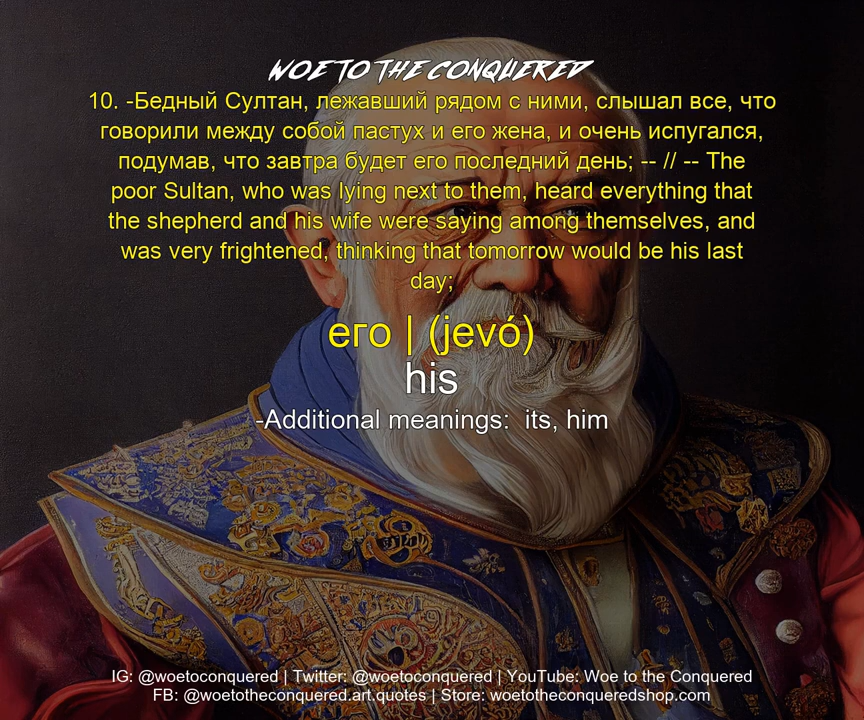 WOE TO THE CONQUERED
10. -Бедный Султан, лежавший рядом с ними, слышал все, что
говорили между собой пастух и его жена, и очень испугался,
подумав, что завтра будет его последний день; -- // -- The
poor Sultan, who was lying next to them, heard everything that
the shepherd and his wife were saying among themselves, and
was very frightened, thinking that tomorrow would be his last
day;
его | (jevó)
his
-Additional meanings:  its, him
IG: @woetoconquered | Twitter: @woetoconquered | YouTube: Woe to the Conquered
FB: @woetotheconquered.art.quotes | Store: woetotheconqueredshop.com